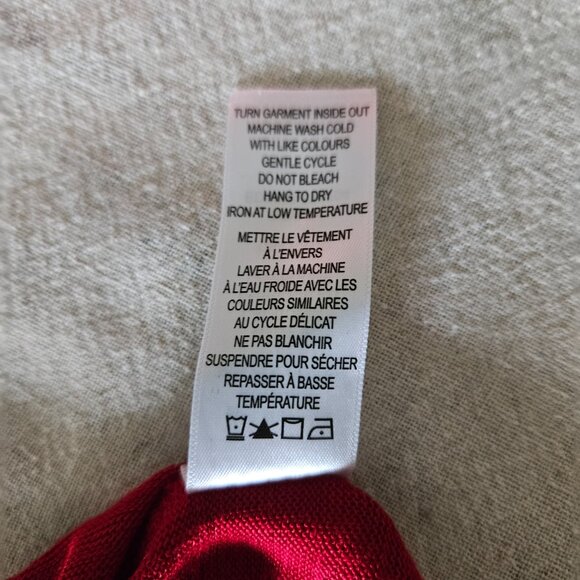 TURN GARMENT INSIDE OUT
MACHINE WASH COLD
WITH LIKE COLOURS
GENTLE CYCLE
DO NOT BLEACH
HANG TO DRY
IRON AT LOW TEMPERATURE
METTRE LE VÊTEMENT
À L'ENVERS
LAVER À LA MACHINE
À L'EAU FROIDE AVEC LES
COULEURS SIMILAIRES
AU CYCLE DÉLICAT
NE PAS BLANCHIR
SUSPENDRE POUR SÉCHER
REPASSER À BASSE
TEMPÉRATURE